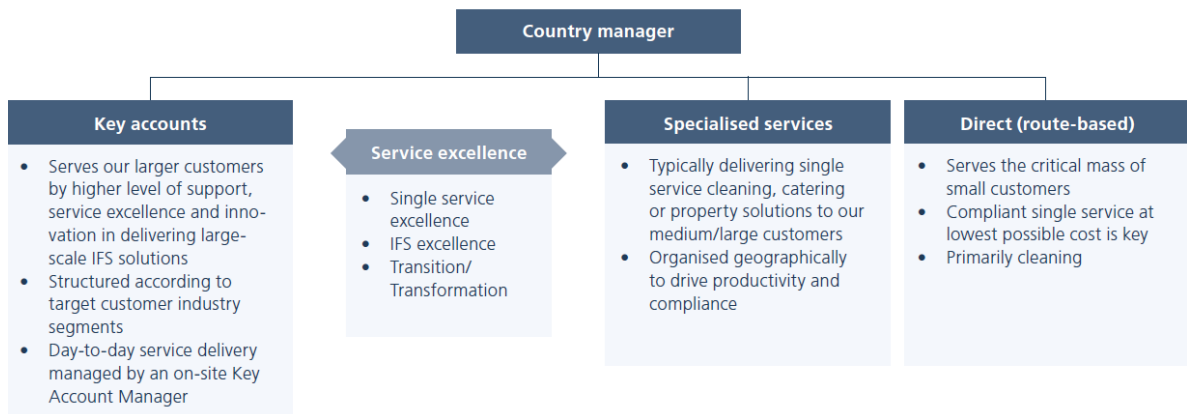 Country manager
Key accounts
• Serves our larger customers
by higher level of support,
service excellence and inno-
vation in delivering large-
scale IFS solutions
• Structured according to
target customer industry
segments
• Day-to-day service delivery
managed by an on-site Key
Account Manager
Service excellence
• Single service
excellence
• IFS excellence
• Transition/
Transformation
Specialised services
• Typically delivering single
service cleaning, catering
or property solutions to our
medium/large customers
• Organised geographically
to drive productivity and
compliance
Direct (route-based)
• Serves the critical mass of
small customers
• Compliant single service at
lowest possible cost is key
• Primarily cleaning